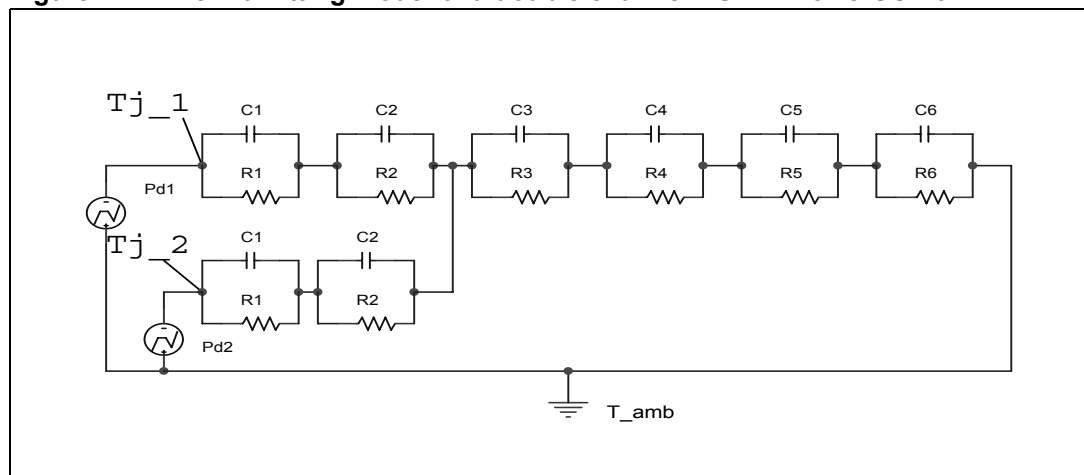 Tj_1
C1 C2 C3 C4 C5 C6
R1 R2 R3 R4 R5 R6
Pd1
Tj_2
C1 C2
R1 R2
Pd2
T_amb